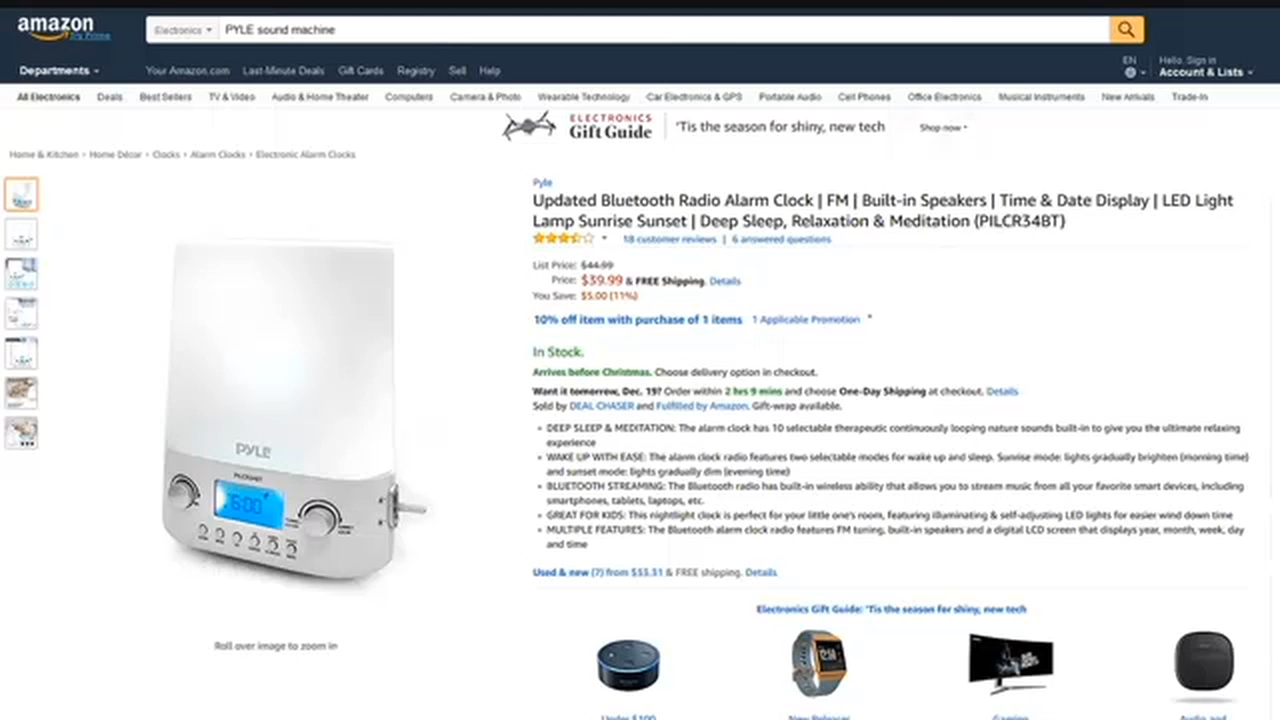 amazon
Try Prime
Electronics
PYLE sound machine
Departments
Your Amazon.com Last-Minute Deals Gift Cards Registry Sell Help
EN
Hello. Sign in
Account & Lists
All Electronics Deals Best Sellers TV & Video Audio & Home Theater Computers Camera & Photo Wearable Technology Car Electronics & GPS Portable Audio Cell Phones Office Electronics Musical Instruments New Arrivals Trade-In
ELECTRONICS
Gift Guide
'Tis the season for shiny, new tech
Shop now ›
Home & Kitchen › Home Décor › Clocks › Alarm Clocks › Electronic Alarm Clocks
Pyle
Updated Bluetooth Radio Alarm Clock | FM | Built-in Speakers | Time & Date Display | LED Light
Lamp Sunrise Sunset | Deep Sleep, Relaxation & Meditation (PILCR34BT)
18 customer reviews | 6 answered questions
List Price: $44.99
Price: $39.99 & FREE Shipping. Details
You Save: $5.00 (11%)
10% off item with purchase of 1 items 1 Applicable Promotion
In Stock.
Arrives before Christmas. Choose delivery option in checkout.
Want it tomorrow, Dec. 19? Order within 2 hrs 9 mins and choose One-Day Shipping at checkout. Details
Sold by DEAL CHASER and Fulfilled by Amazon. Gift-wrap available.
• DEEP SLEEP & MEDITATION: The alarm clock has 10 selectable therapeutic continuously looping nature sounds built-in to give you the ultimate relaxing
experience
• WAKE UP WITH EASE: The alarm clock radio features two selectable modes for wake up and sleep. Sunrise mode: lights gradually brighten (morning time)
and sunset mode: lights gradually dim (evening time)
• BLUETOOTH STREAMING: The Bluetooth radio has built-in wireless ability that allows you to stream music from all your favorite smart devices, including
smartphones, tablets, laptops, etc.
• GREAT FOR KIDS: This nightlight clock is perfect for your little one's room, featuring illuminating & self-adjusting LED lights for easier wind down time
• MULTIPLE FEATURES: The Bluetooth alarm clock radio features FM tuning, built-in speakers and a digital LCD screen that displays year, month, week, day
and time
Used & new (7) from $33.31 & FREE shipping. Details
PYLE
6:00
Roll over image to zoom in
Electronics Gift Guide: 'Tis the season for shiny, new tech
Under $100 New Releases Gaming Audio and